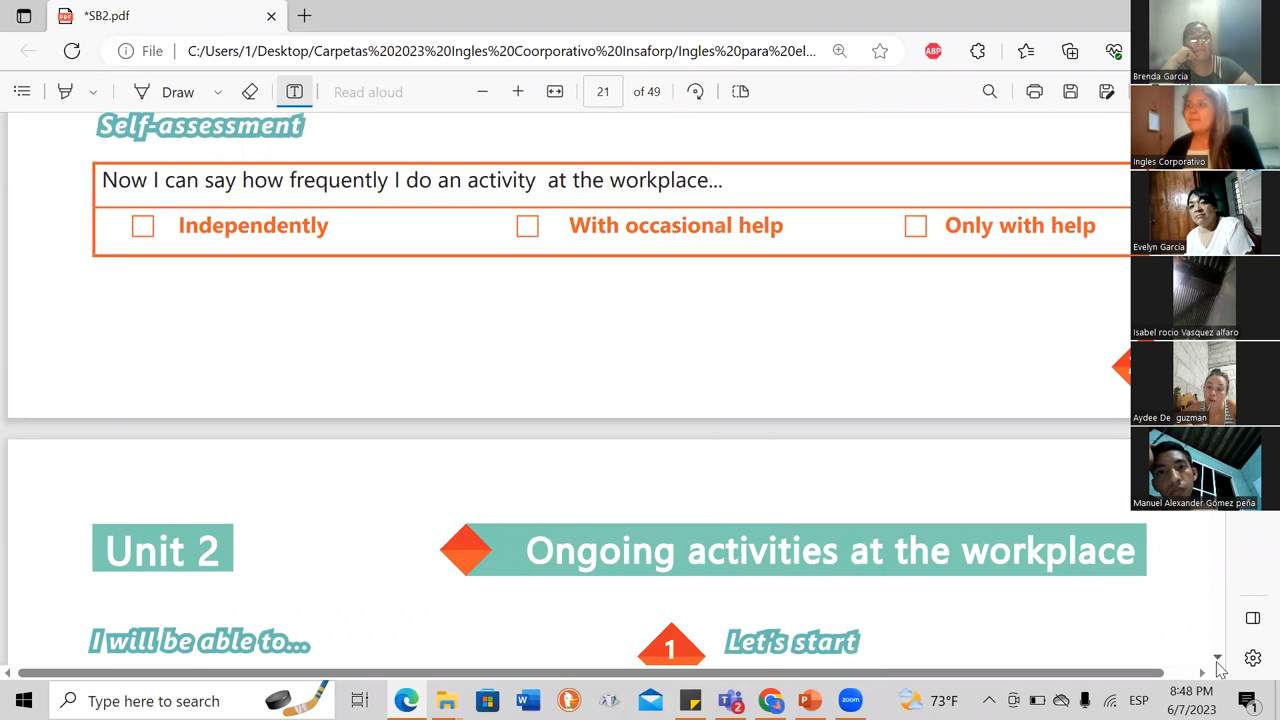 *SB2.pdf
File
C:/Users/1/Desktop/Carpetas%202023%20Ingles%20Coorporativo%20Insaforp/Ingles%20para%20el...
ABP
Draw
Read aloud
21
of 49
Self-assessment
Now I can say how frequently I do an activity at the workplace...
Independently
With occasional help
Only with help
Unit 2
Ongoing activities at the workplace
I will be able to...
1
Let's start
Brenda Garcia
Ingles Corporativo
Evelyn García
Isabel rocio Vasquez alfaro
Aydee De guzman
Manuel Alexander Gómez peña
Type here to search
73°F
ESP
8:48 PM
6/7/2023